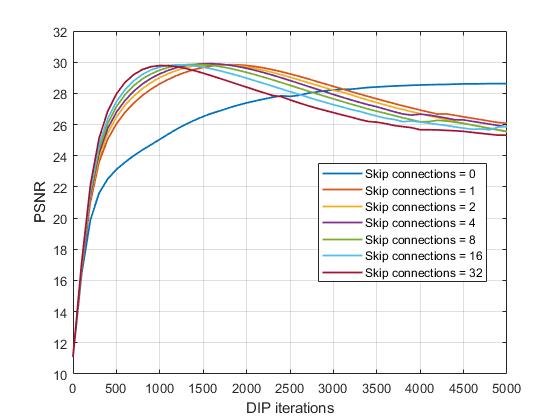 32
30
28
26
24
22
20
18
16
14
12
10
PSNR
Skip connections = 0
Skip connections = 1
Skip connections = 2
Skip connections = 4
Skip connections = 8
Skip connections = 16
Skip connections = 32
0 500 1000 1500 2000 2500 3000 3500 4000 4500 5000
DIP iterations